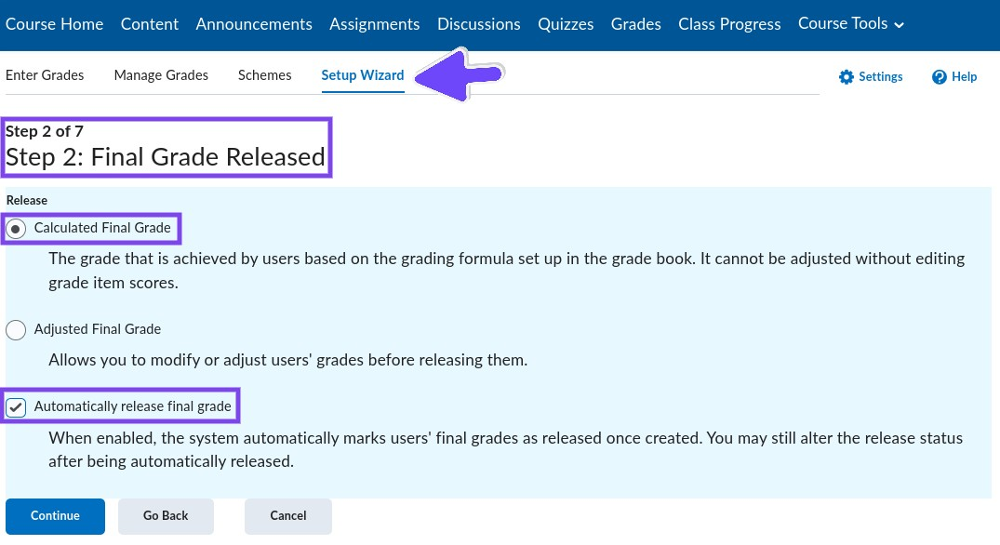 Course Home Content Announcements Assignments Discussions Quizzes Grades Class Progress Course Tools
Enter Grades Manage Grades Schemes Setup Wizard Settings Help
Step 2 of 7
Step 2: Final Grade Released
Release
Calculated Final Grade
The grade that is achieved by users based on the grading formula set up in the grade book. It cannot be adjusted without editing
grade item scores.
Adjusted Final Grade
Allows you to modify or adjust users' grades before releasing them.
Automatically release final grade
When enabled, the system automatically marks users' final grades as released once created. You may still alter the release status
after being automatically released.
Continue Go Back Cancel